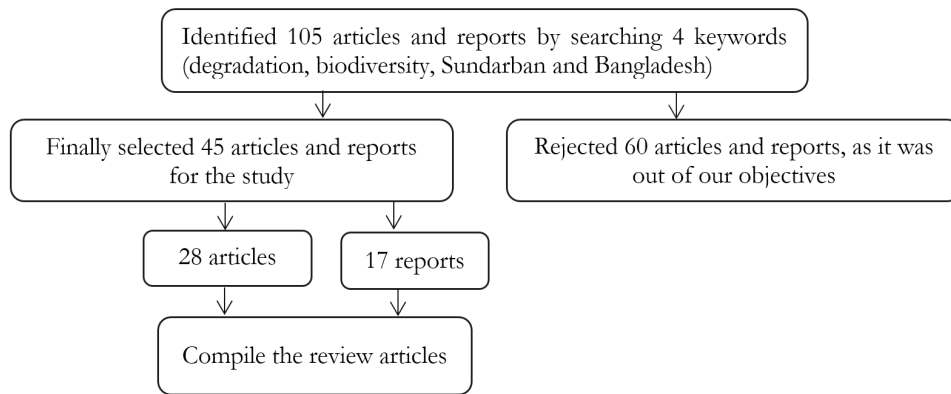 Identified 105 articles and reports by searching 4 keywords
(degradation, biodiversity, Sundarban and Bangladesh)
Finally selected 45 articles and reports
for the study
Rejected 60 articles and reports, as it was
out of our objectives
28 articles
17 reports
Compile the review articles